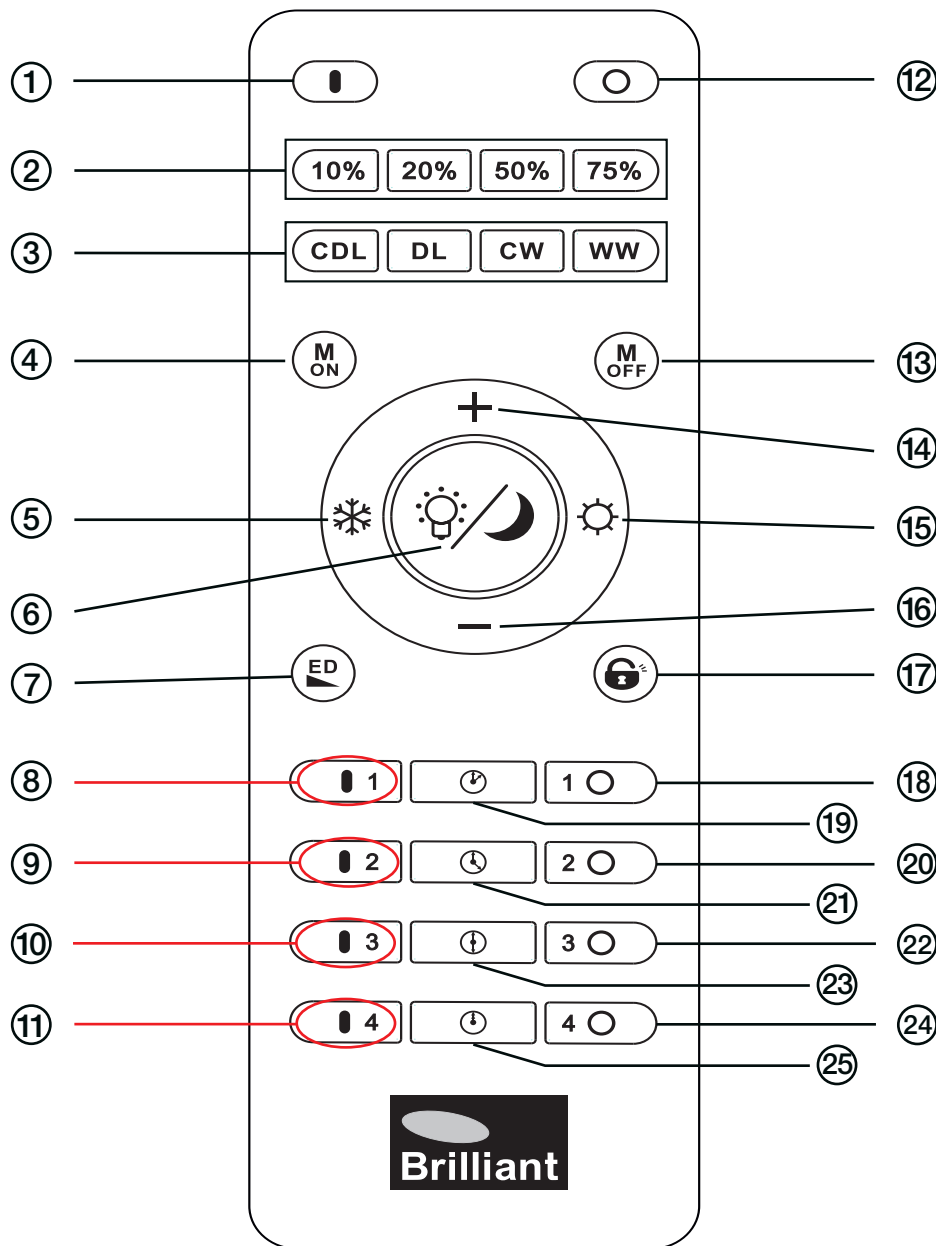 ① ⑫
② 10% 20% 50% 75%
③ CDL DL CW WW
④ M ON M OFF ⑬
⑭
⑤ ⑮
⑥ ⑯
⑦ ED ⑰
⑧ 1 1 ⑱
⑲
⑨ 2 2 ⑳
㉑
⑩ 3 3 ㉒
㉓
⑪ 4 4 ㉔
㉕
Brilliant